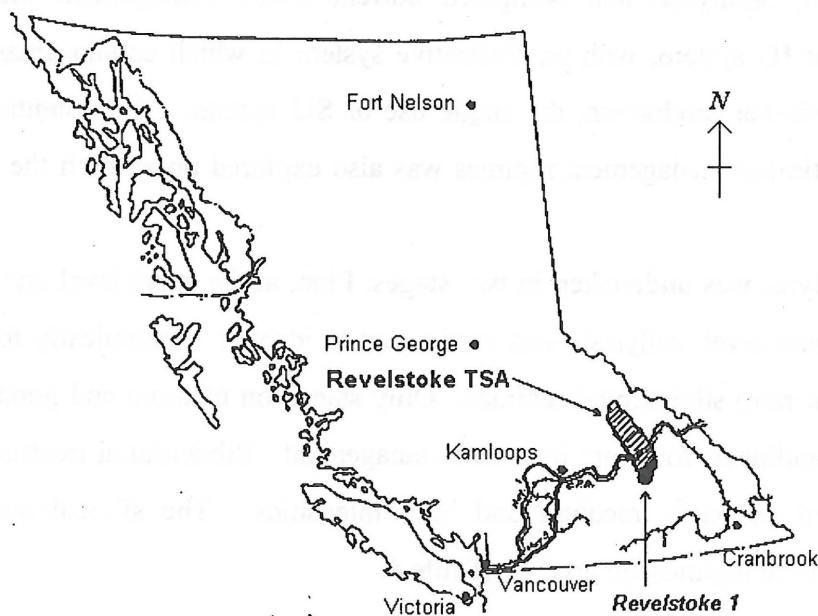 Fort Nelson
N
Prince George
Revelstoke TSA
Kamloops
C.P.R.
Cranbrook
Vancouver
Victoria
Revelstoke 1